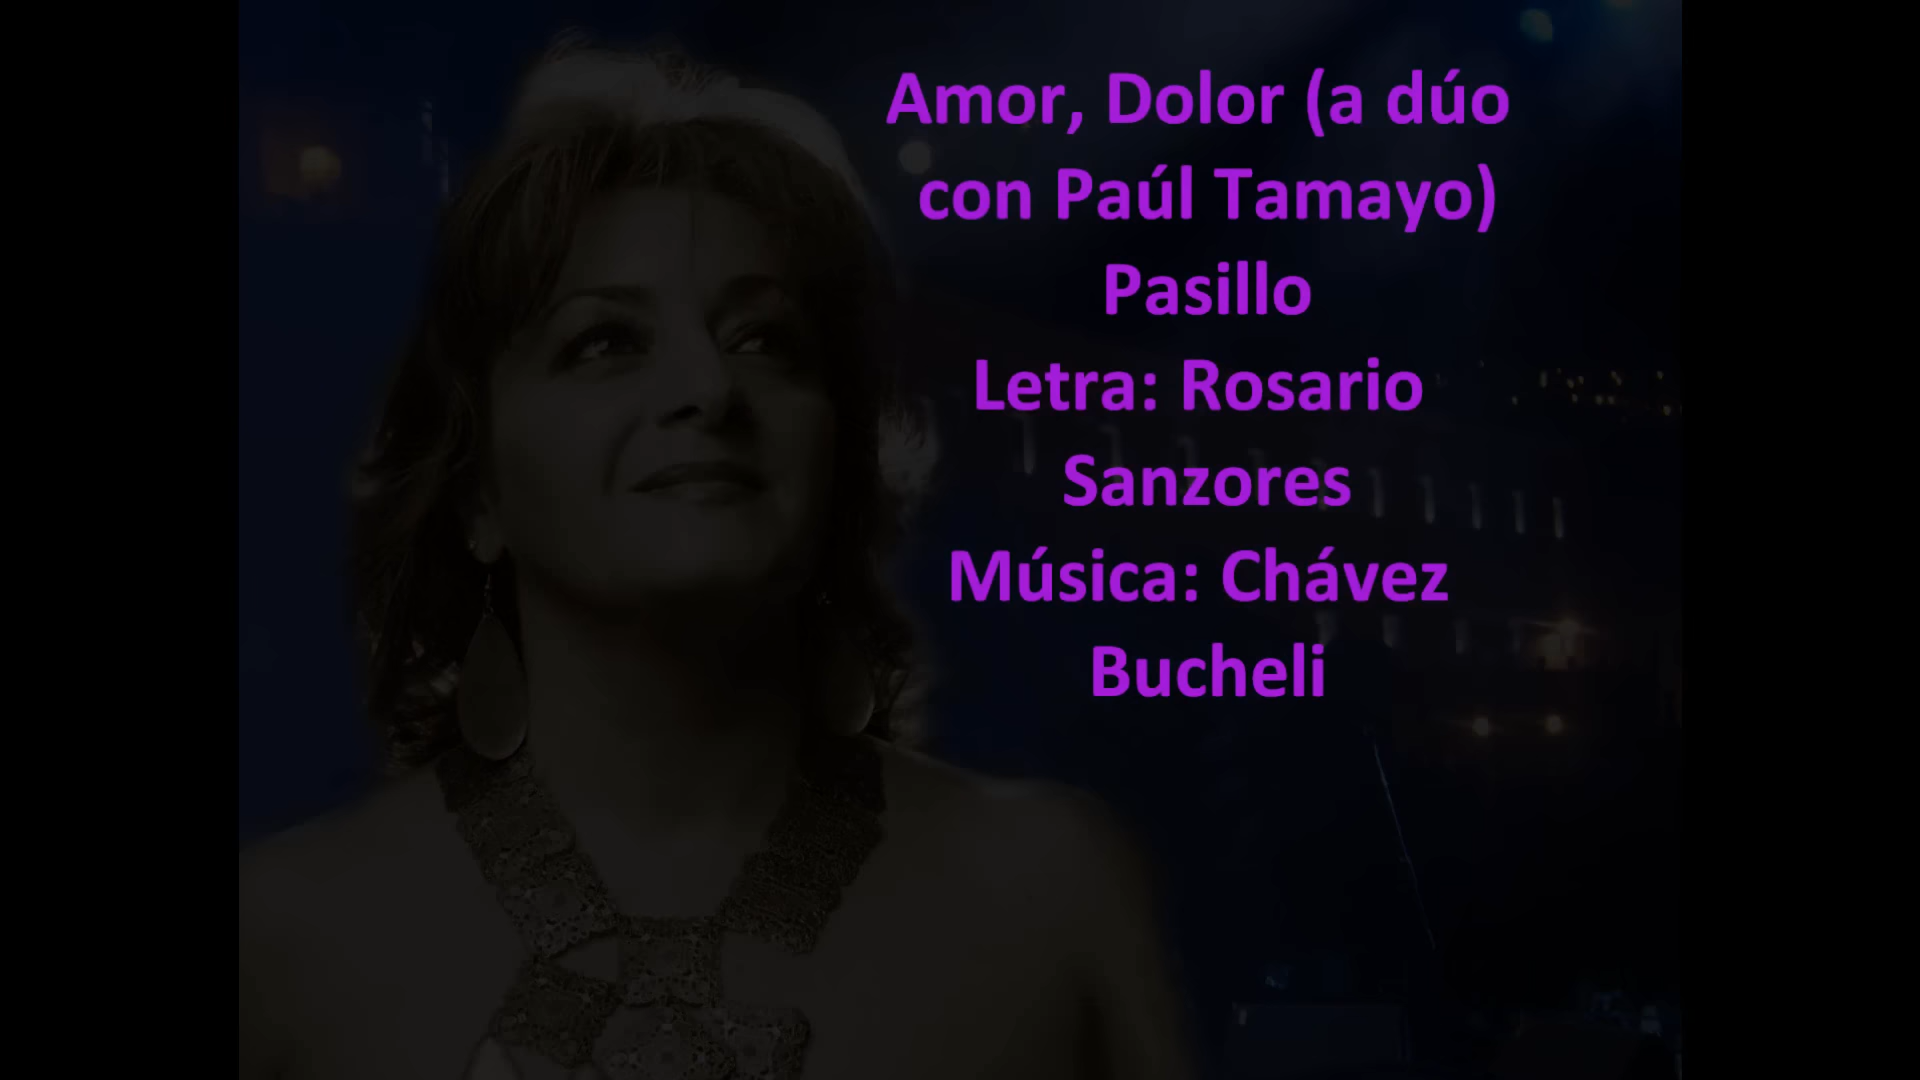 Amor, Dolor (a dúo
con Paúl Tamayo)
Pasillo
Letra: Rosario
Sanzores
Música: Chávez
Bucheli